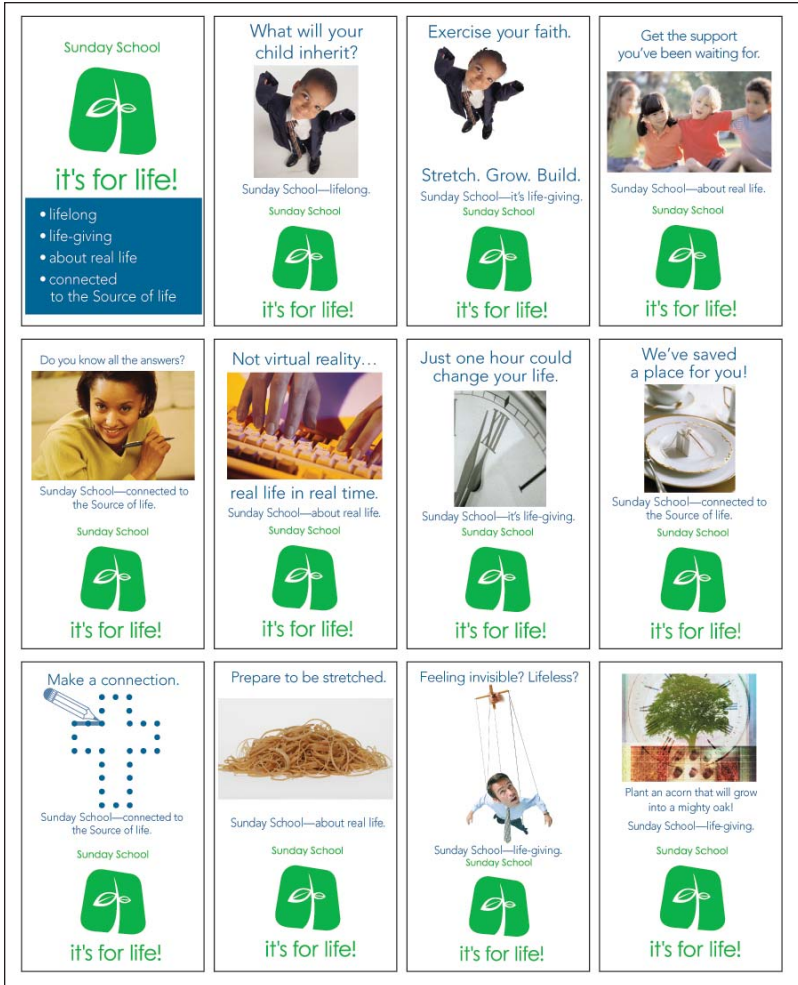 Sunday School
it's for life!
• lifelong
• life-giving
• about real life
• connected
to the Source of life
What will your
child inherit?
Sunday School—lifelong.
Sunday School
it's for life!
Exercise your faith.
Stretch. Grow. Build.
Sunday School—it's life-giving.
Sunday School
it's for life!
Get the support
you've been waiting for.
Sunday School—about real life.
Sunday School
it's for life!
Do you know all the answers?
Sunday School—connected to
the Source of life.
Sunday School
it's for life!
Not virtual reality…
real life in real time.
Sunday School—about real life.
Sunday School
it's for life!
Just one hour could
change your life.
XII
Sunday School—it's life-giving.
Sunday School
it's for life!
We've saved
a place for you!
Sunday School—connected to
the Source of life.
Sunday School
it's for life!
Make a connection.
Sunday School—connected to
the Source of life.
Sunday School
it's for life!
Prepare to be stretched.
Sunday School—about real life.
Sunday School
it's for life!
Feeling invisible? Lifeless?
Sunday School—life-giving.
Sunday School
it's for life!
Plant an acorn that will grow
into a mighty oak!
Sunday School—life-giving.
Sunday School
it's for life!